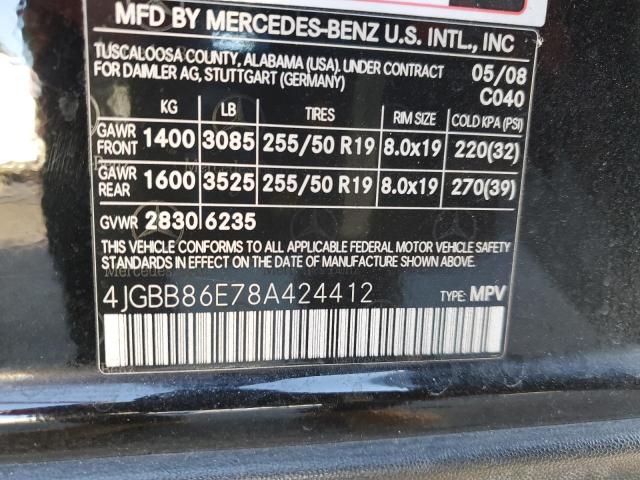 MFD BY MERCEDES-BENZ U.S. INTL., INC
TUSCALOOSA COUNTY, ALABAMA (USA), UNDER CONTRACT 05/08
FOR DAIMLER AG, STUTTGART (GERMANY) C040
KG LB TIRES RIM SIZE COLD KPA (PSI)
GAWR FRONT 1400 3085 255/50 R19 8.0x19 220(32)
GAWR REAR 1600 3525 255/50 R19 8.0x19 270(39)
GVWR 2830 6235
THIS VEHICLE CONFORMS TO ALL APPLICABLE FEDERAL MOTOR VEHICLE SAFETY
STANDARDS IN EFFECT ON THE DATE OF MANUFACTURE SHOWN ABOVE.
4JGBB86E78A424412 TYPE: MPV